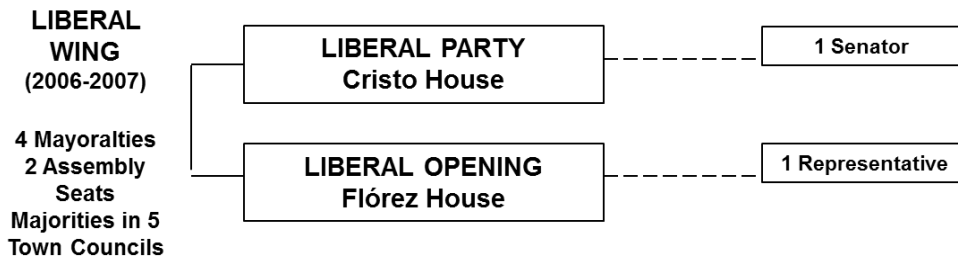 LIBERAL
WING
(2006-2007)
4 Mayoralties
2 Assembly
Seats
Majorities in 5
Town Councils
LIBERAL PARTY
Cristo House
1 Senator
LIBERAL OPENING
Flórez House
1 Representative